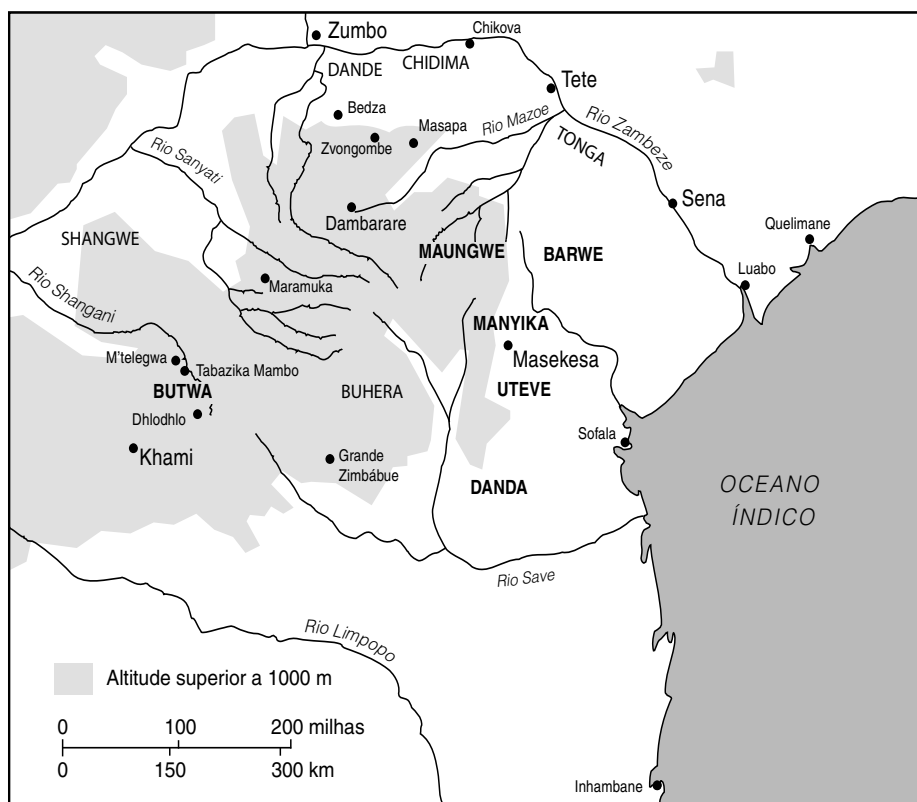 Zumbo
Chikova
DANDE
CHIDIMA
Tete
Bedza
Masapa
Rio Mazoe
Rio Zambeze
Zvongombe
TONGA
Rio Sanyati
Dambarare
Sena
Quelimane
SHANGWE
MAUNGWE
BARWE
Luabo
Maramuka
Rio Shangani
MANYIKA
Masekesa
M'telegwa
Tabazika Mambo
BUTWA
BUHERA
UTEVE
Dhlodhlo
Sofala
Khami
Grande
Zimbábue
DANDA
OCEANO
ÍNDICO
Rio Save
Rio Limpopo
Altitude superior a 1000 m
0 100 200 milhas
0 150 300 km
Inhambane